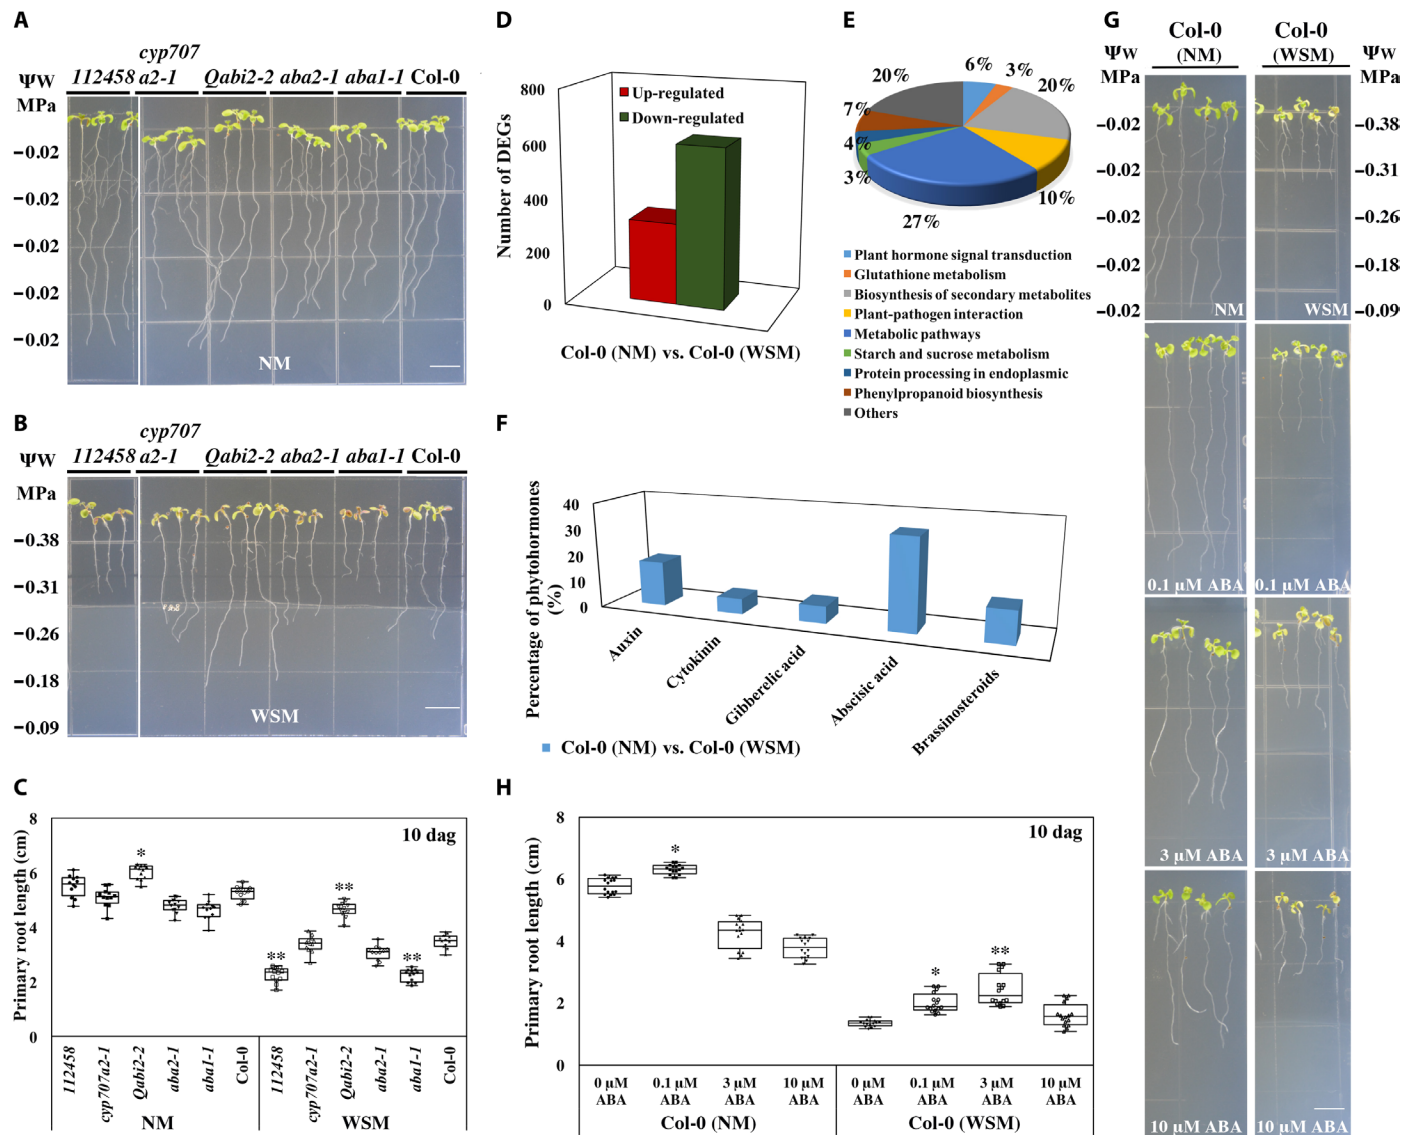 A
cyp707
ΨW 112458 a2-1 Qabi2-2 aba2-1 aba1-1 Col-0
MPa
−0.02
−0.02
−0.02
−0.02
−0.02
NM
B
cyp707
ΨW 112458 a2-1 Qabi2-2 aba2-1 aba1-1 Col-0
MPa
−0.38
−0.31
−0.26
−0.18
−0.09
WSM
C
Primary root length (cm)
8
6
4
2
0
10 dag
*
**
**
**
112458
cyp707a2-1
Qabi2-2
aba2-1
aba1-1
Col-0
112458
cyp707a2-1
Qabi2-2
aba2-1
aba1-1
Col-0
NM
WSM
D
Number of DEGs
800
600
400
200
0
Up-regulated
Down-regulated
Col-0 (NM) vs. Col-0 (WSM)
E
6%
3%
20%
10%
27%
3%
4%
7%
20%
Plant hormone signal transduction
Glutathione metabolism
Biosynthesis of secondary metabolites
Plant-pathogen interaction
Metabolic pathways
Starch and sucrose metabolism
Protein processing in endoplasmic
Phenylpropanoid biosynthesis
Others
F
Percentage of phytohormones
(%)
40
30
20
10
0
Auxin
Cytokinin
Gibberelic acid
Abscisic acid
Brassinosteroids
Col-0 (NM) vs. Col-0 (WSM)
G
Col-0
(NM)
Col-0
(WSM)
ΨW
MPa
−0.02
−0.02
−0.02
−0.02
−0.02
ΨW
MPa
−0.38
−0.31
−0.26
−0.18
−0.09
NM
WSM
0.1 µM ABA
0.1 µM ABA
3 µM ABA
3 µM ABA
10 µM ABA
10 µM ABA
H
Primary root length (cm)
8
6
4
2
0
10 dag
*
*
**
0 µM
ABA
0.1 µM
ABA
3 µM
ABA
10 µM
ABA
0 µM
ABA
0.1 µM
ABA
3 µM
ABA
10 µM
ABA
Col-0 (NM)
Col-0 (WSM)